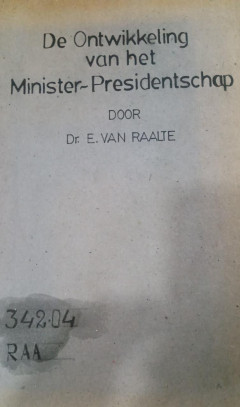 De Ontwikkeling
van het
Minister-Presidentschap
DOOR
Dr. E. VAN RAALTE
342.04
RAA